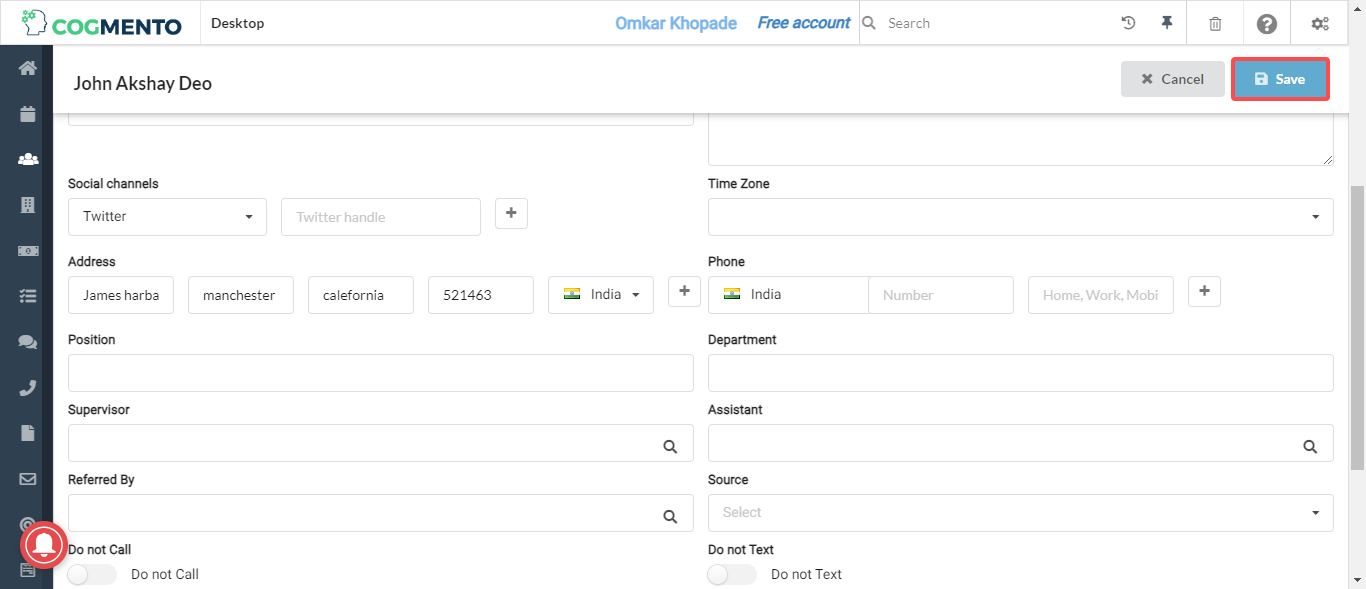 COGMENTO
Desktop
Omkar Khopade
Free account
Search
John Akshay Deo
Cancel
Save
Social channels
Time Zone
Twitter
Twitter handle
Address
Phone
James harba
manchester
calefornia
521463
India
India
Number
Home, Work, Mobi
Position
Department
Supervisor
Assistant
Referred By
Source
Select
Do not Call
Do not Text
Do not Call
Do not Text